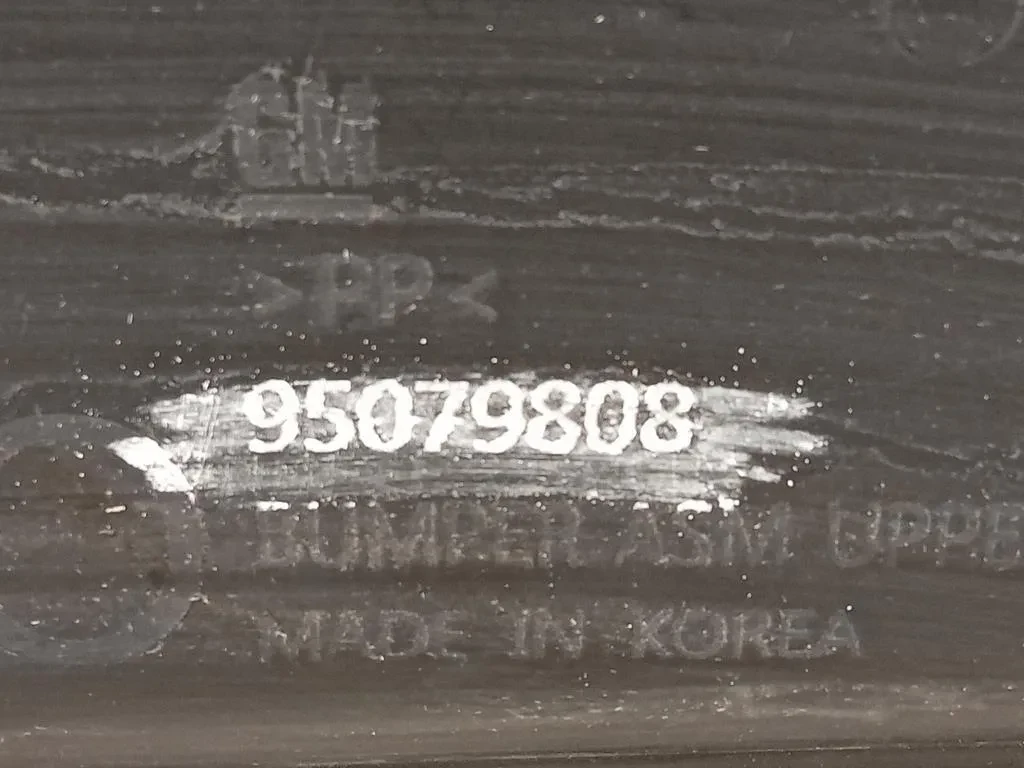 GM
>PP<
95079808
BUMPER ASM UPPE
MADE IN KOREA